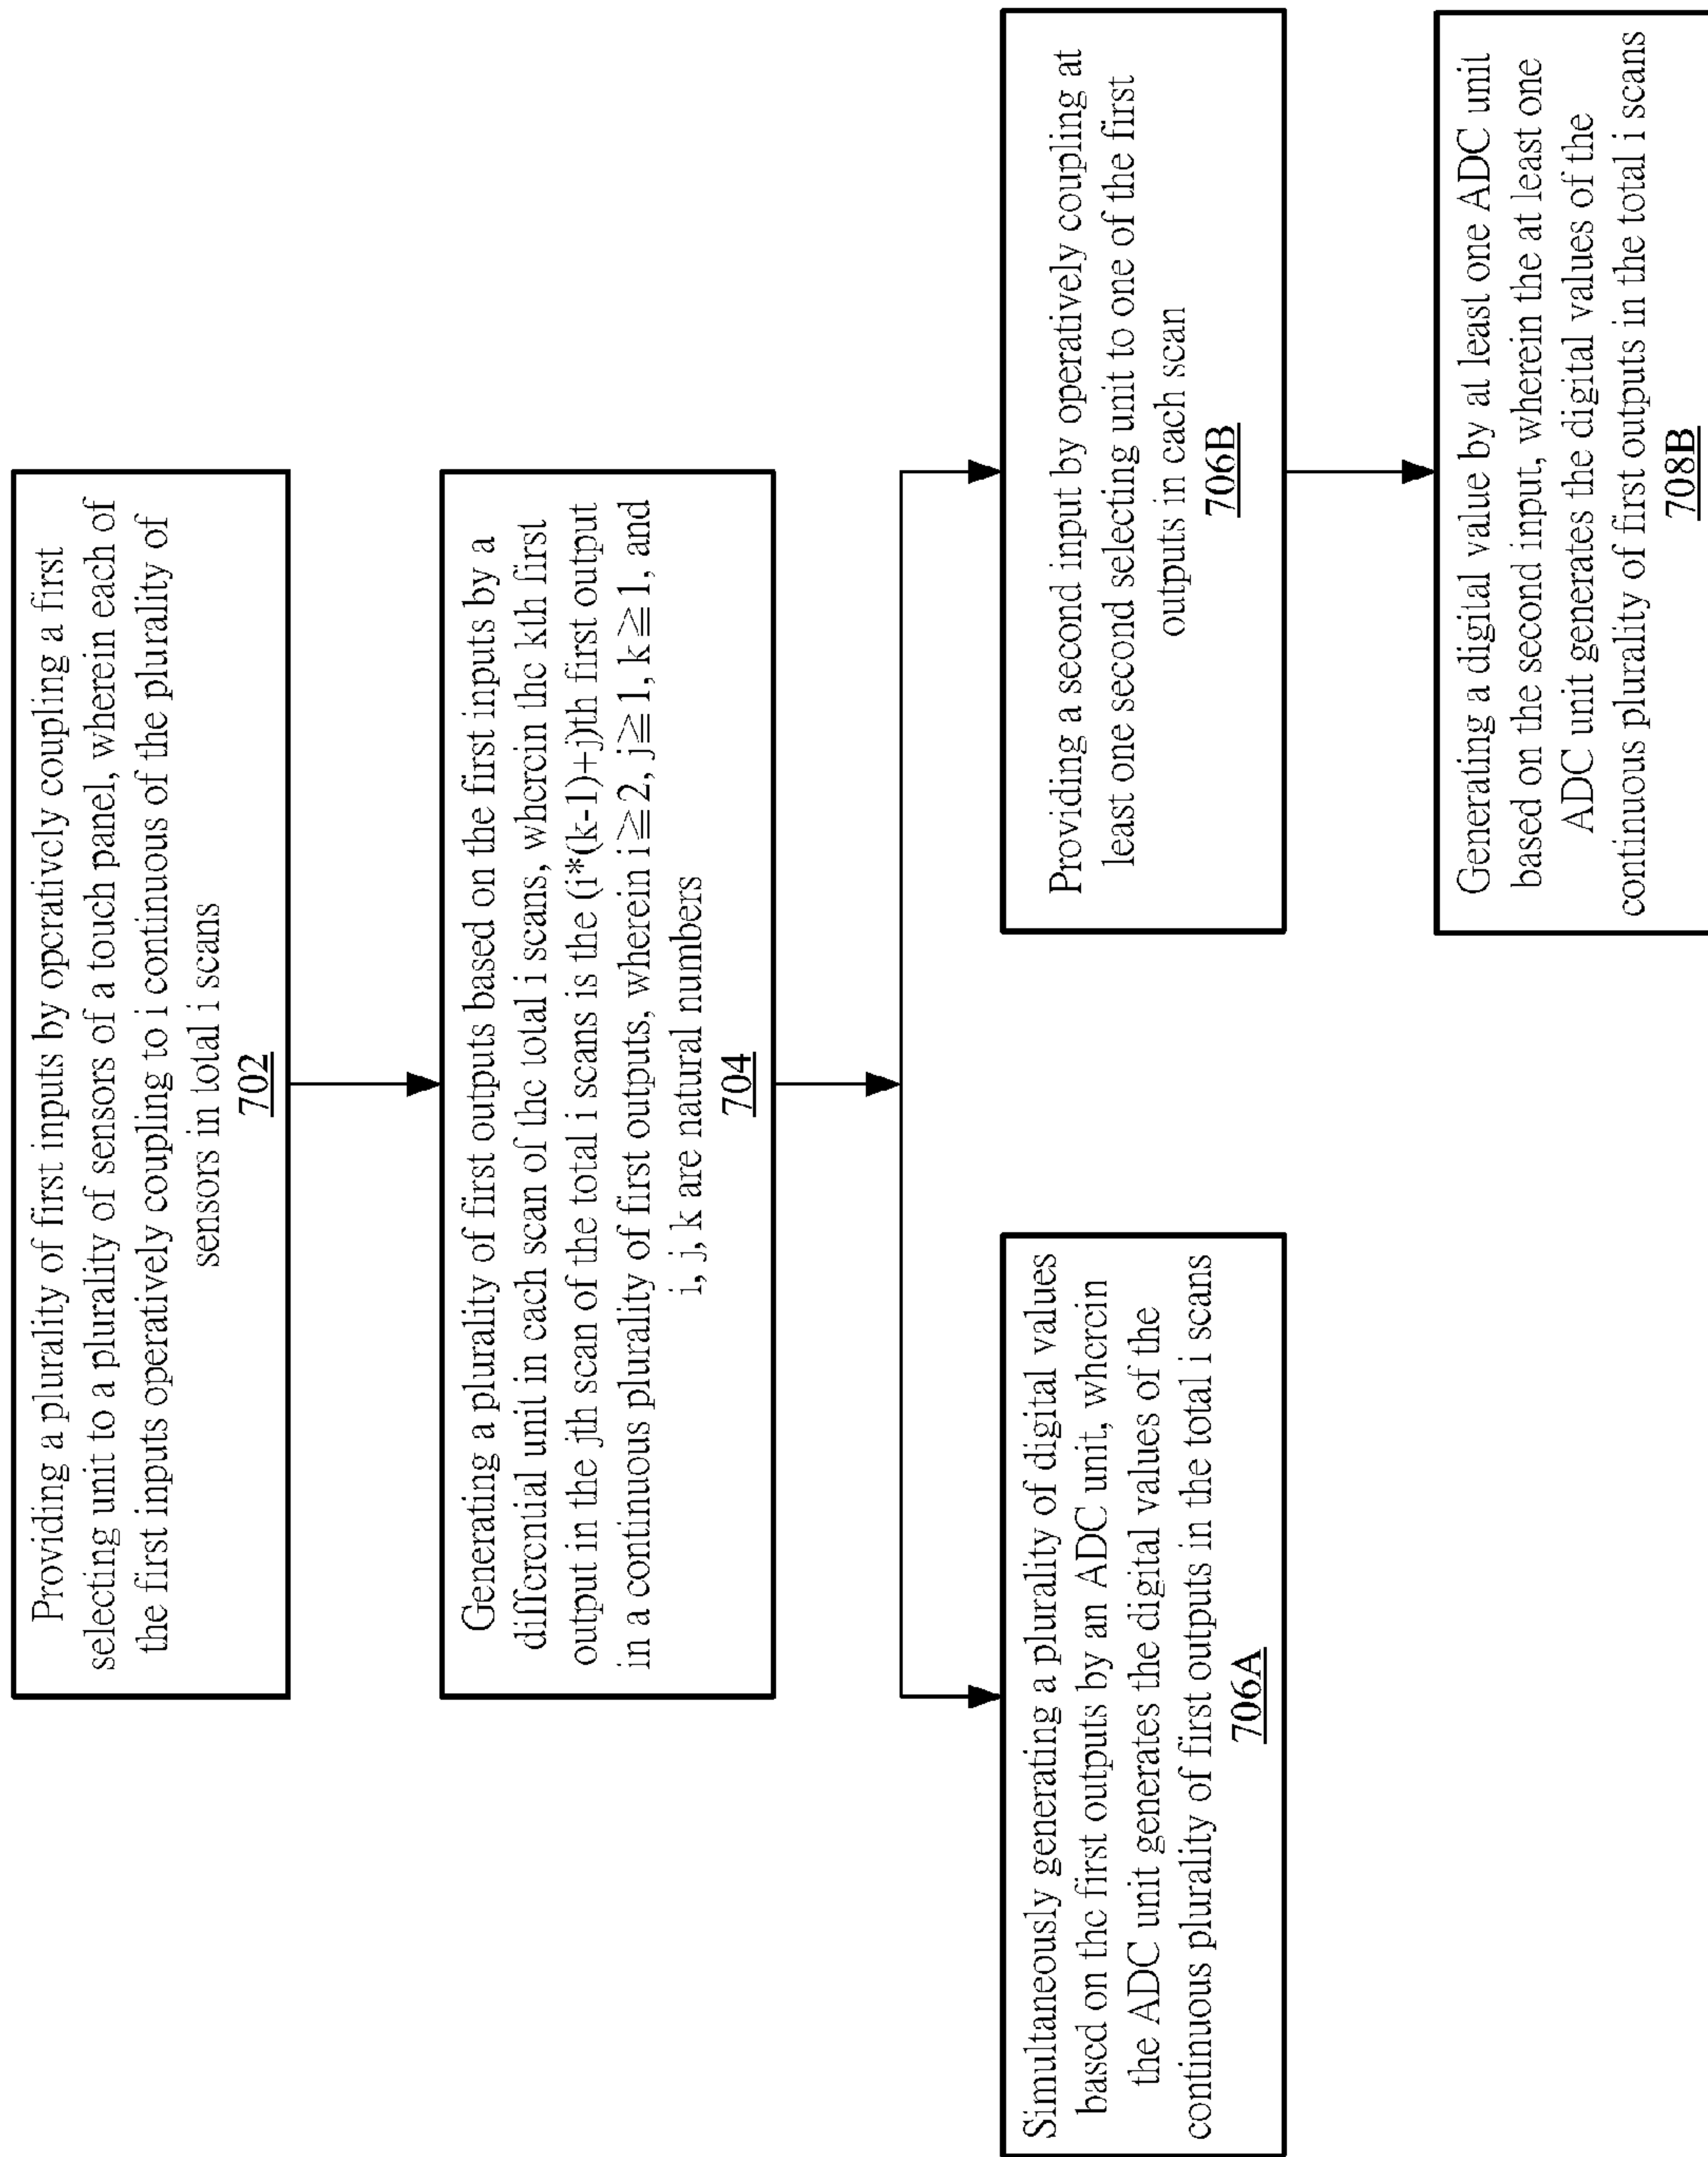 Providing a plurality of first inputs by operatively coupling a first
selecting unit to a plurality of sensors of a touch panel, wherein each of
the first inputs operatively coupling to i continuous of the plurality of
sensors in total i scans
702
Generating a plurality of first outputs based on the first inputs by a
differential unit in each scan of the total i scans, wherein the kth first
output in the jth scan of the total i scans is the (i*(k-1)+j)th first output
in a continuous plurality of first outputs, wherein i≧2, j≧1, k≧1, and
i, j, k are natural numbers
704
Simultaneously generating a plurality of digital values
based on the first outputs by an ADC unit, wherein
the ADC unit generates the digital values of the
continuous plurality of first outputs in the total i scans
706A
Providing a second input by operatively coupling at
least one second selecting unit to one of the first
outputs in each scan
706B
Generating a digital value by at least one ADC unit
based on the second input, wherein the at least one
ADC unit generates the digital values of the
continuous plurality of first outputs in the total i scans
708B